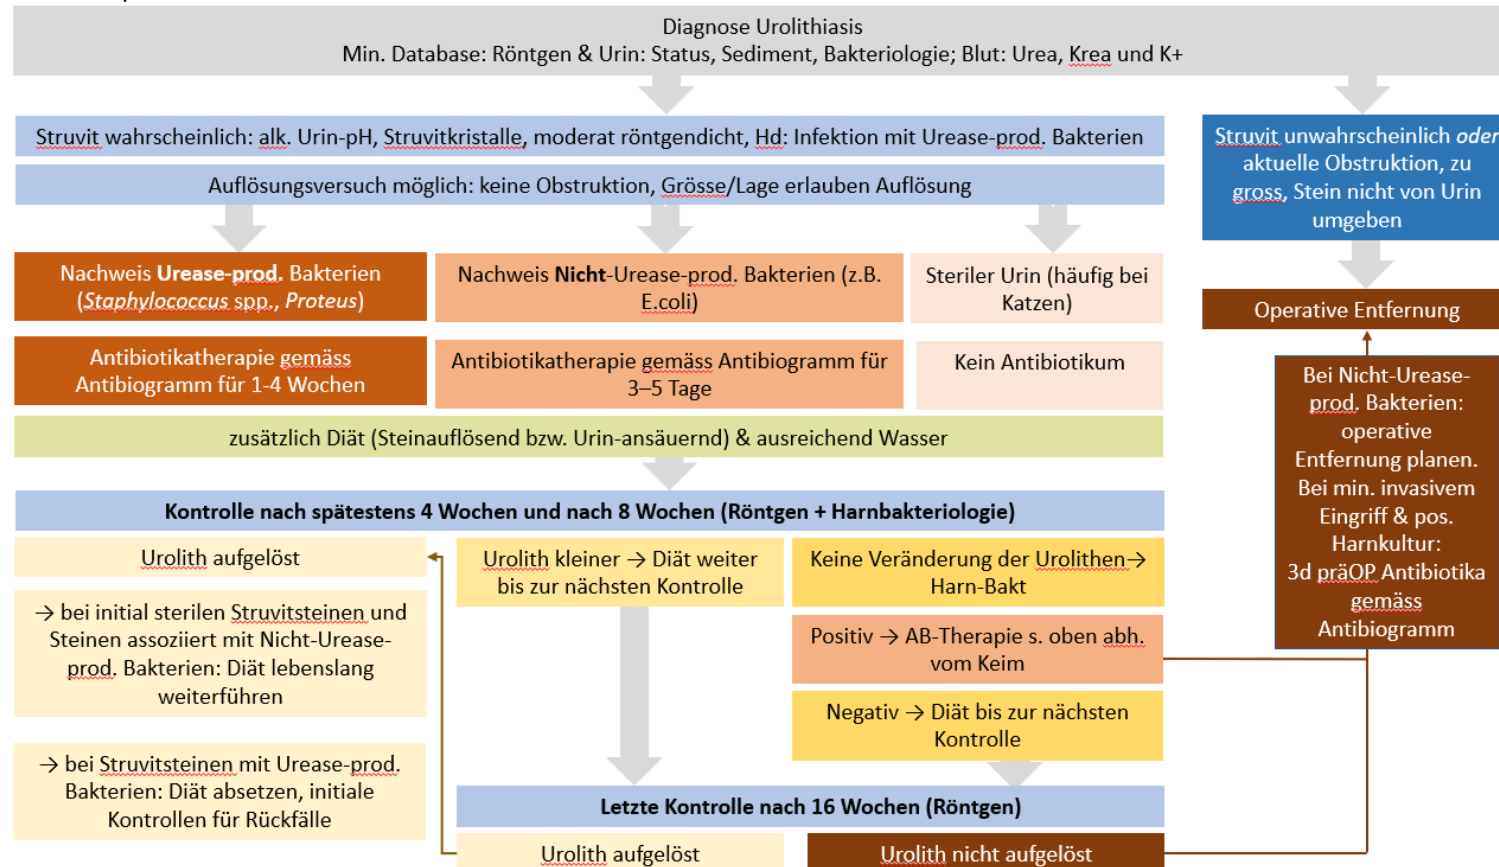 Diagnose Urolithiasis
Min. Database: Röntgen & Urin: Status, Sediment, Bakteriologie; Blut: Urea, Krea und K+
Struvit wahrscheinlich: alk. Urin-pH, Struvitkristalle, moderat röntgendicht, Hd: Infektion mit Urease-prod. Bakterien
Auflösungsversuch möglich: keine Obstruktion, Grösse/Lage erlauben Auflösung
Struvit unwahrscheinlich oder
aktuelle Obstruktion, zu
gross, Stein nicht von Urin
umgeben
Nachweis Urease-prod. Bakterien
(Staphylococcus spp., Proteus)
Nachweis Nicht-Urease-prod. Bakterien (z.B.
E.coli)
Steriler Urin (häufig bei
Katzen)
Operative Entfernung
Antibiotikatherapie gemäss
Antibiogramm für 1-4 Wochen
Antibiotikatherapie gemäss Antibiogramm für
3–5 Tage
Kein Antibiotikum
Bei Nicht-Urease-
prod. Bakterien:
operative
Entfernung planen.
Bei min. invasivem
Eingriff & pos.
Harnkultur:
3d präOP Antibiotika
gemäss
Antibiogramm
zusätzlich Diät (Steinauflösend bzw. Urin-ansäuernd) & ausreichend Wasser
Kontrolle nach spätestens 4 Wochen und nach 8 Wochen (Röntgen + Harnbakteriologie)
Urolith aufgelöst
→ bei initial sterilen Struvitsteinen und
Steinen assoziiert mit Nicht-Urease-
prod. Bakterien: Diät lebenslang
weiterführen
→ bei Struvitsteinen mit Urease-prod.
Bakterien: Diät absetzen, initiale
Kontrollen für Rückfälle
Urolith kleiner → Diät weiter
bis zur nächsten Kontrolle
Keine Veränderung der Urolithen→
Harn-Bakt
Positiv → AB-Therapie s. oben abh.
vom Keim
Negativ → Diät bis zur nächsten
Kontrolle
Letzte Kontrolle nach 16 Wochen (Röntgen)
Urolith aufgelöst
Urolith nicht aufgelöst